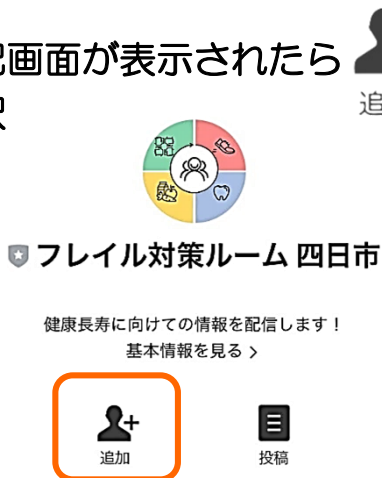 画面が表示されたら
追
フレイル対策ルーム 四日市
健康長寿に向けての情報を配信します！
基本情報を見る >
追加
投稿